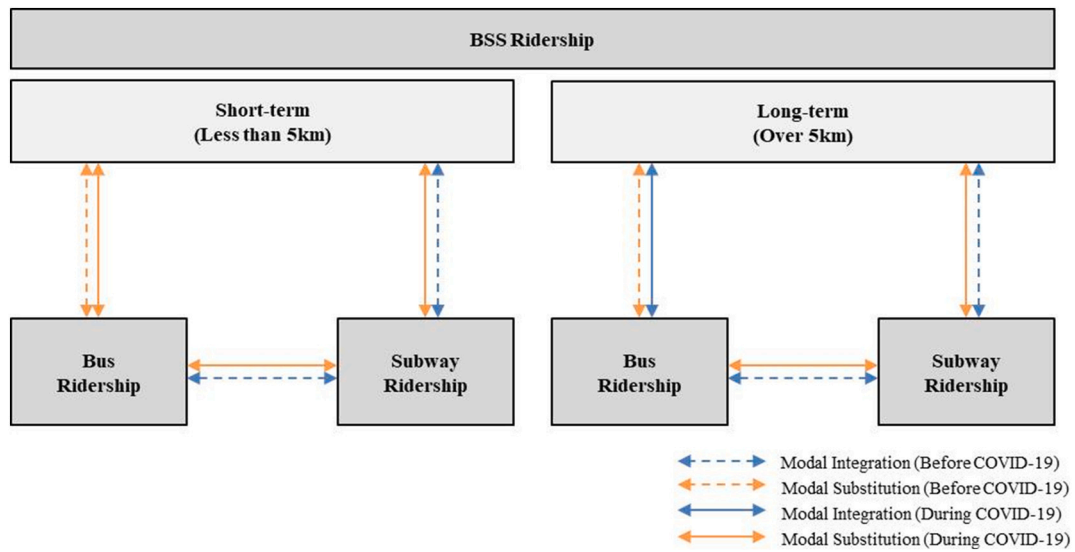 BSS Ridership
Short-term
(Less than 5km)
Long-term
(Over 5km)
Bus
Ridership
Subway
Ridership
Bus
Ridership
Subway
Ridership
Modal Integration (Before COVID-19)
Modal Substitution (Before COVID-19)
Modal Integration (During COVID-19)
Modal Substitution (During COVID-19)